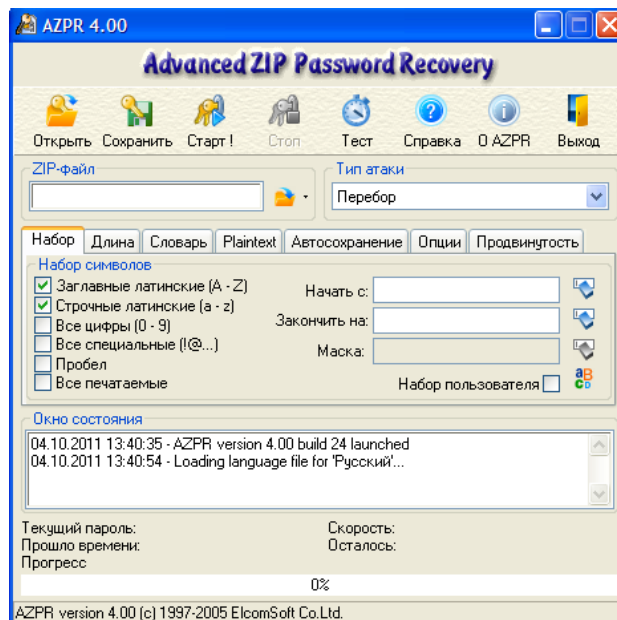 AZPR 4.00
Advanced ZIP Password Recovery
Открыть Сохранить Старт ! Стоп Тест Справка О AZPR Выход
ZIP-файл
Тип атаки
Перебор
Набор Длина Словарь Plaintext Автосохранение Опции Продвинутость
Набор символов
Заглавные латинские (A - Z)
Строчные латинские (a - z)
Все цифры (0 - 9)
Все специальные (!@...)
Пробел
Все печатаемые
Начать с:
Закончить на:
Маска:
Набор пользователя
aBcD
Окно состояния
04.10.2011 13:40:35 - AZPR version 4.00 build 24 launched
04.10.2011 13:40:54 - Loading language file for 'Русский'...
Текущий пароль:
Скорость:
Прошло времени:
Осталось:
Прогресс
0%
AZPR version 4.00 (c) 1997-2005 ElcomSoft Co.Ltd.